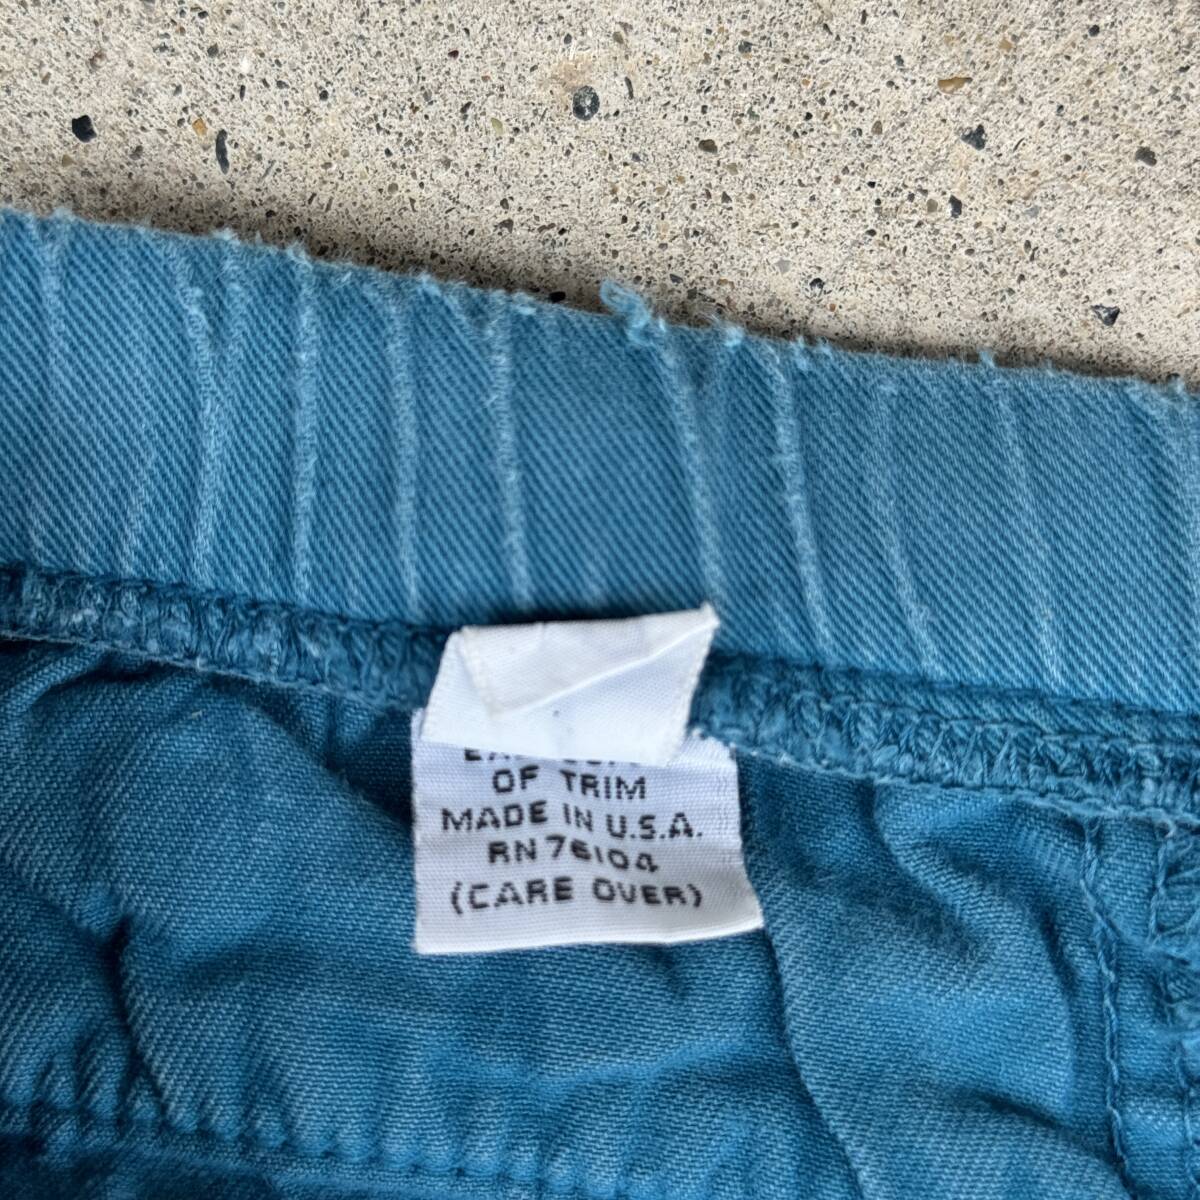 OF TRIM
MADE IN U.S.A.
RN 76104
(CARE OVER)